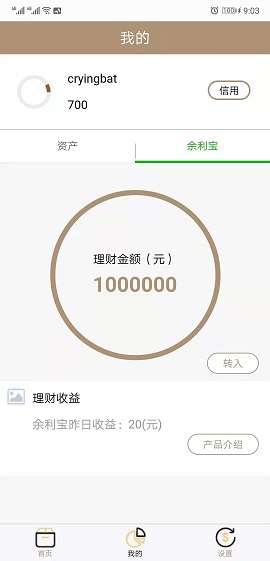 100
9:03
我的
cryingbat
700
信用
资产
余利宝
理财金额（元）
1000000
转入
理财收益
余利宝昨日收益：20(元)
产品介绍
首页
我的
设置